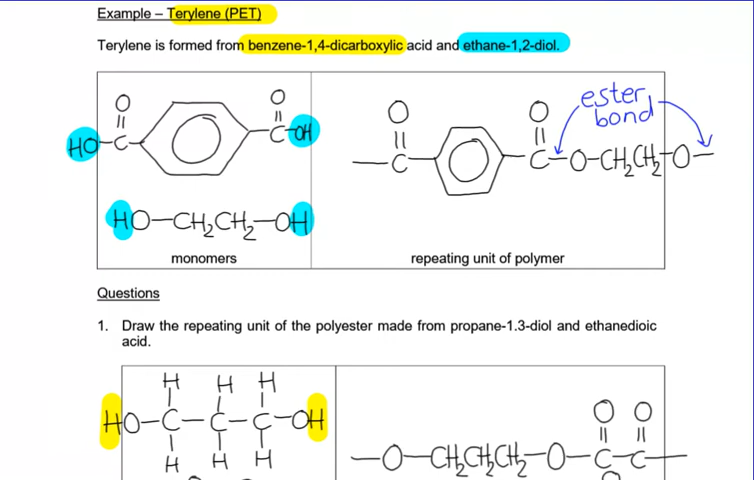 Example – Terylene (PET)
Terylene is formed from benzene-1,4-dicarboxylic acid and ethane-1,2-diol.
O O
|| ||
HO–C C–OH
HO–CH₂CH₂–OH
monomers
O O
|| ||
–C C–O–CH₂CH₂–O–
ester bond
repeating unit of polymer
Questions
1. Draw the repeating unit of the polyester made from propane-1.3-diol and ethanedioic
acid.
H H H
HO–C–C–C–OH
H H H
O O
|| ||
–O–CH₂CH₂CH₂–O–C–C–